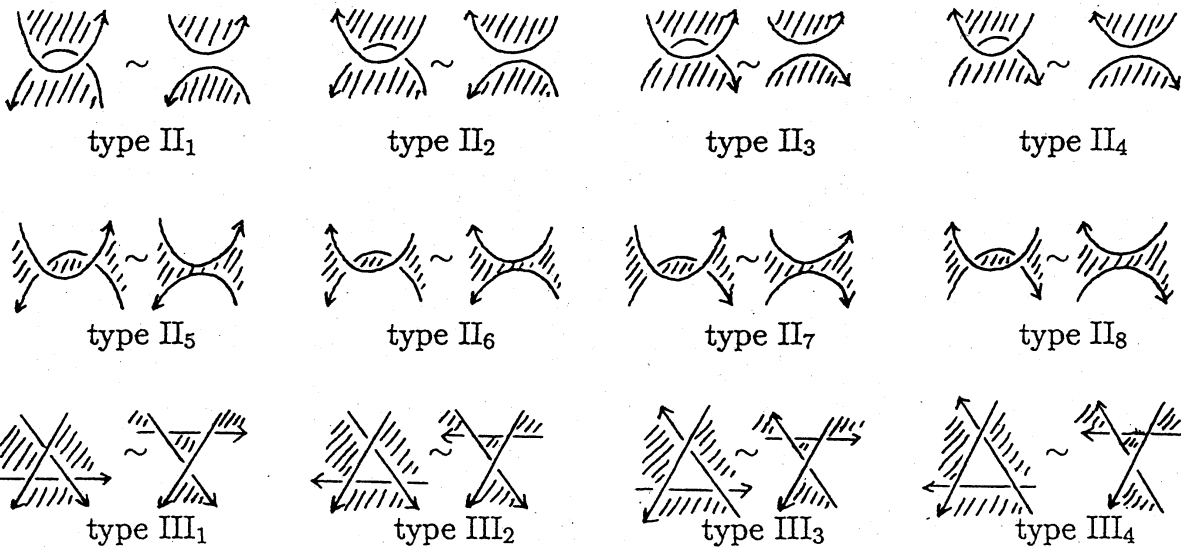 ~ ~ ~ ~
type II₁ type II₂ type II₃ type II₄
~ ~ ~ ~
type II₅ type II₆ type II₇ type II₈
~ ~ ~ ~
type III₁ type III₂ type III₃ type III₄